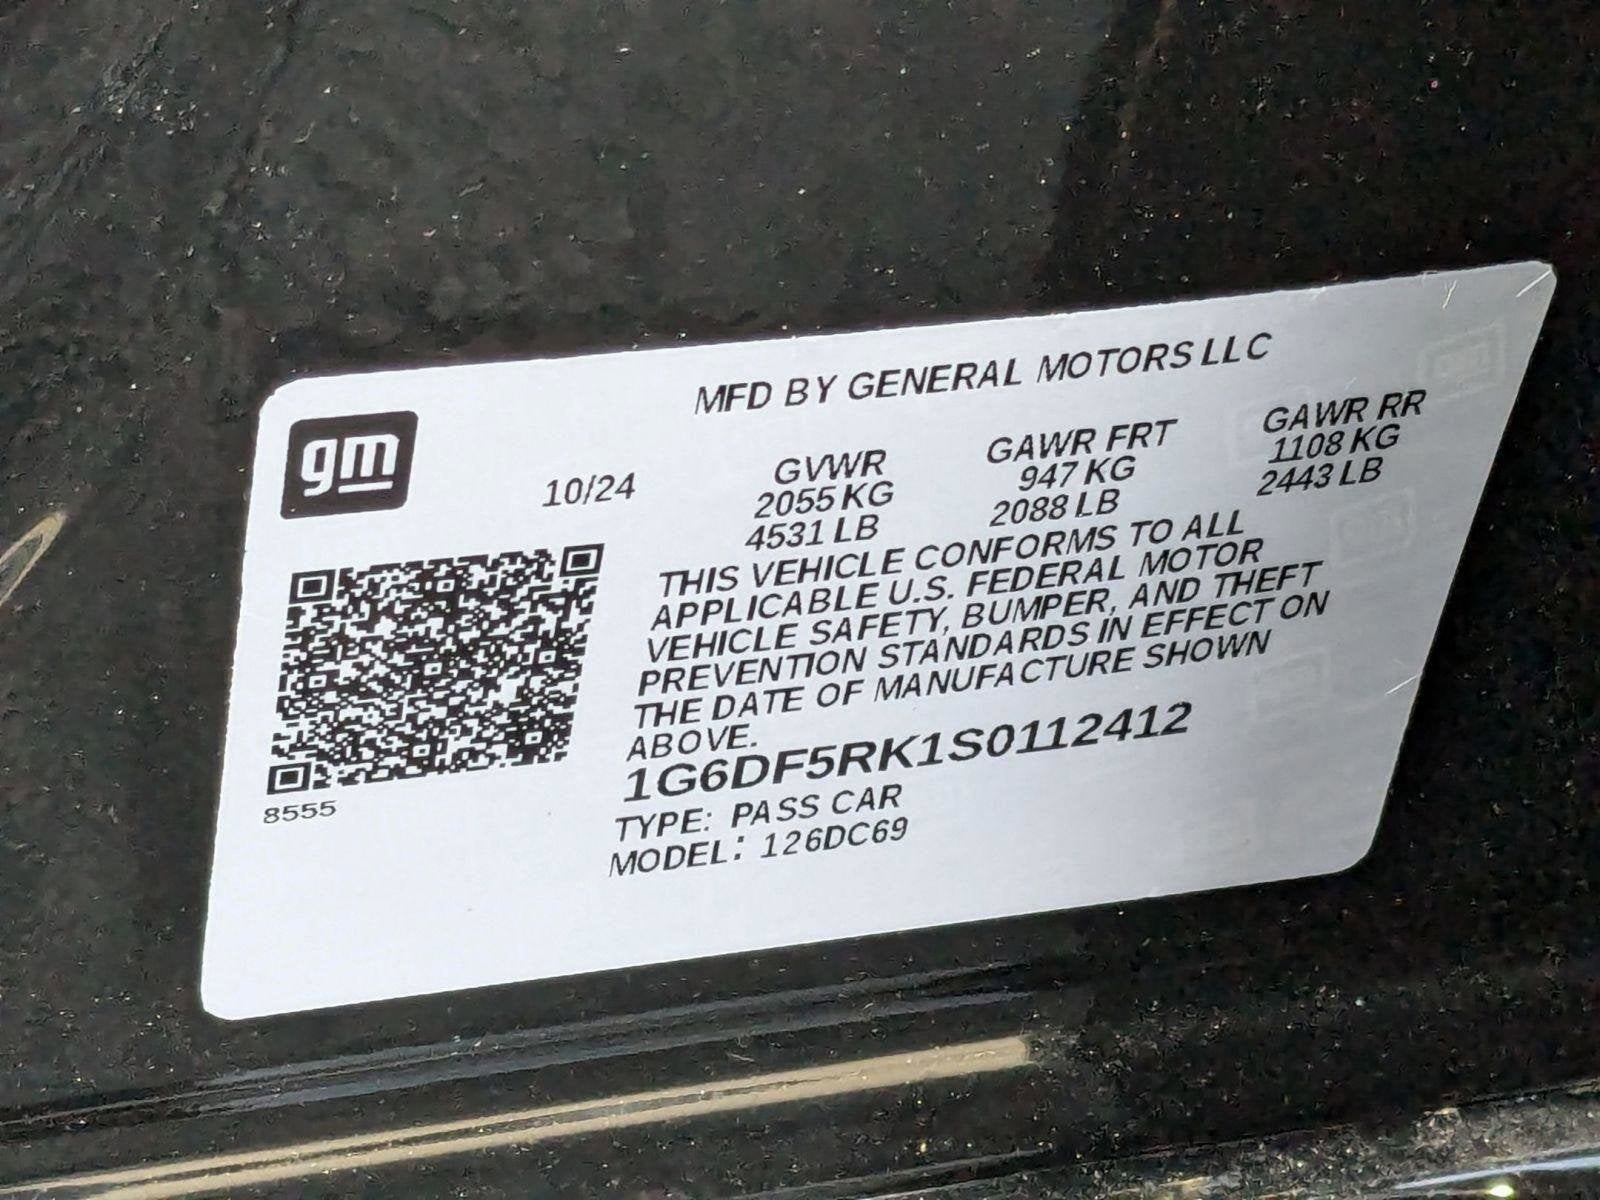 MFD BY GENERAL MOTORS LLC
gm
10/24
GVWR GAWR FRT GAWR RR
2055 KG 947 KG 1108 KG
4531 LB 2088 LB 2443 LB
THIS VEHICLE CONFORMS TO ALL
APPLICABLE U.S. FEDERAL MOTOR
VEHICLE SAFETY, BUMPER, AND THEFT
PREVENTION STANDARDS IN EFFECT ON
THE DATE OF MANUFACTURE SHOWN
ABOVE.
1G6DF5RK1S0112412
8555
TYPE: PASS CAR
MODEL: 126DC69